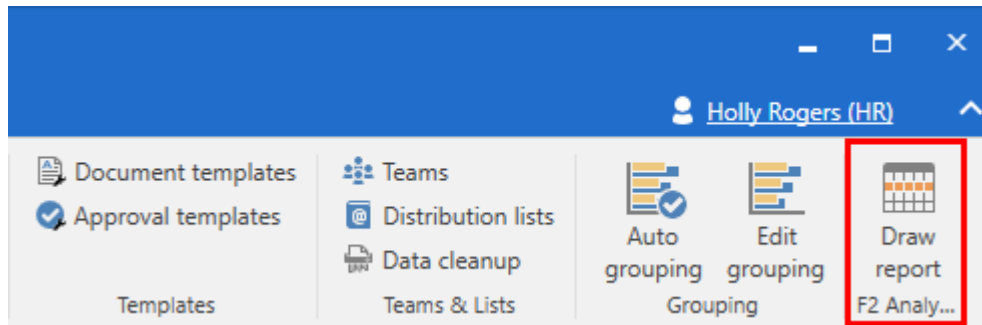 Holly Rogers (HR)
Document templates
Approval templates
Templates
Teams
Distribution lists
Data cleanup
Teams & Lists
Auto
grouping
Edit
grouping
Grouping
Draw
report
F2 Analy...